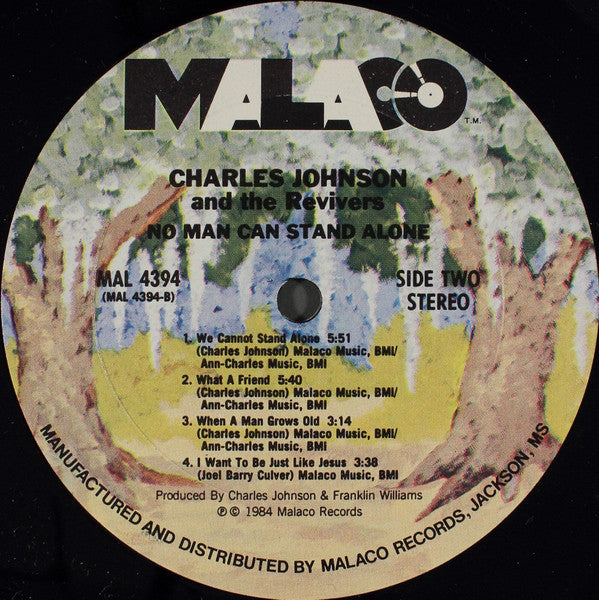 MALACO
T.M.
CHARLES JOHNSON
and the Revivers
NO MAN CAN STAND ALONE
MAL 4394
(MAL 4394-B)
SIDE TWO
STEREO
1. We Cannot Stand Alone 5:51
(Charles Johnson) Malaco Music, BMI/
Ann-Charles Music, BMI
2. What A Friend 5:40
(Charles Johnson) Malaco Music, BMI/
Ann-Charles Music, BMI
3. When A Man Grows Old 3:14
(Charles Johnson) Malaco Music, BMI/
Ann-Charles Music, BMI
4. I Want To Be Just Like Jesus 3:38
(Joel Barry Culver) Malaco Music, BMI
Produced By Charles Johnson & Franklin Williams
℗ © 1984 Malaco Records
MANUFACTURED AND DISTRIBUTED BY MALACO RECORDS, JACKSON, MS